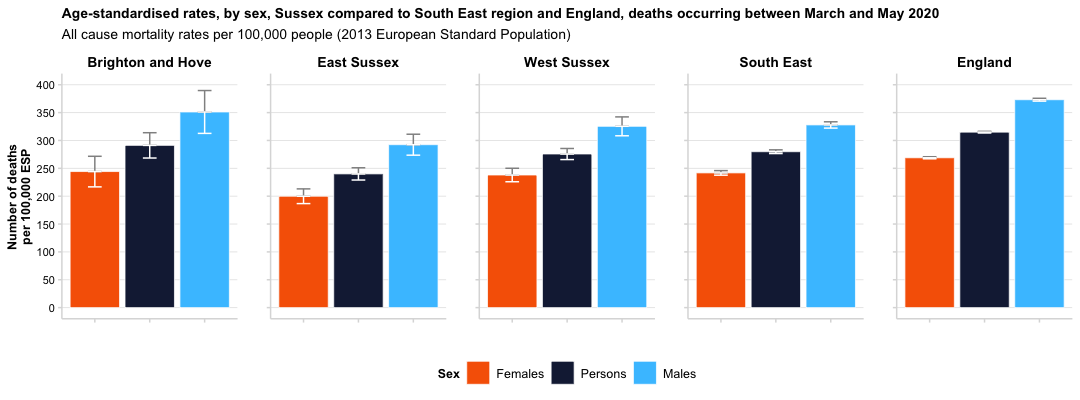 Age-standardised rates, by sex, Sussex compared to South East region and England, deaths occurring between March and May 2020
All cause mortality rates per 100,000 people (2013 European Standard Population)
Brighton and Hove
East Sussex
West Sussex
South East
England
Number of deaths
per 100,000 ESP
400
350
300
250
200
150
100
50
0
Sex Females Persons Males